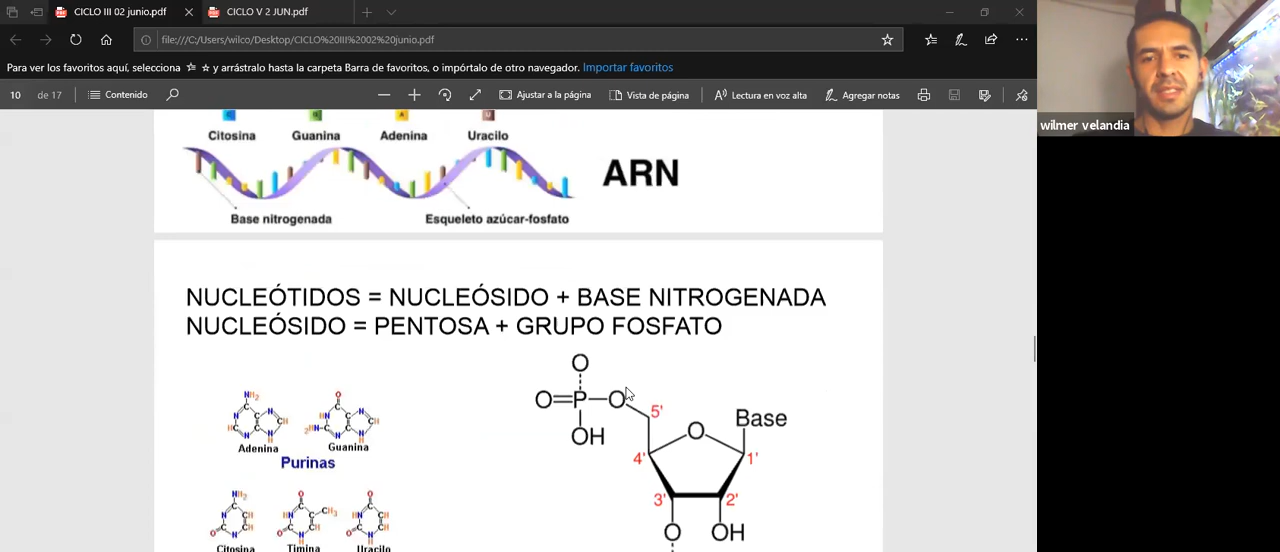 CICLO III 02 junio.pdf
CICLO V 2 JUN.pdf
file:///C:/Users/wilco/Desktop/CICLO%20III%2002%20junio.pdf
Para ver los favoritos aquí, selecciona y arrástralo hasta la carpeta Barra de favoritos, o impórtalo de otro navegador. Importar favoritos
10 de 17 Contenido Ajustar a la página Vista de página Lectura en voz alta Agregar notas
wilmer velandia
Citosina Guanina Adenina Uracilo
ARN
Base nitrogenada Esqueleto azúcar-fosfato
NUCLEÓTIDOS = NUCLEÓSIDO + BASE NITROGENADA
NUCLEÓSIDO = PENTOSA + GRUPO FOSFATO
O
O=P–O
OH
5'
O
Base
4'
1'
3'
2'
O
OH
Adenina Guanina
Purinas
Citosina Timina Uracilo